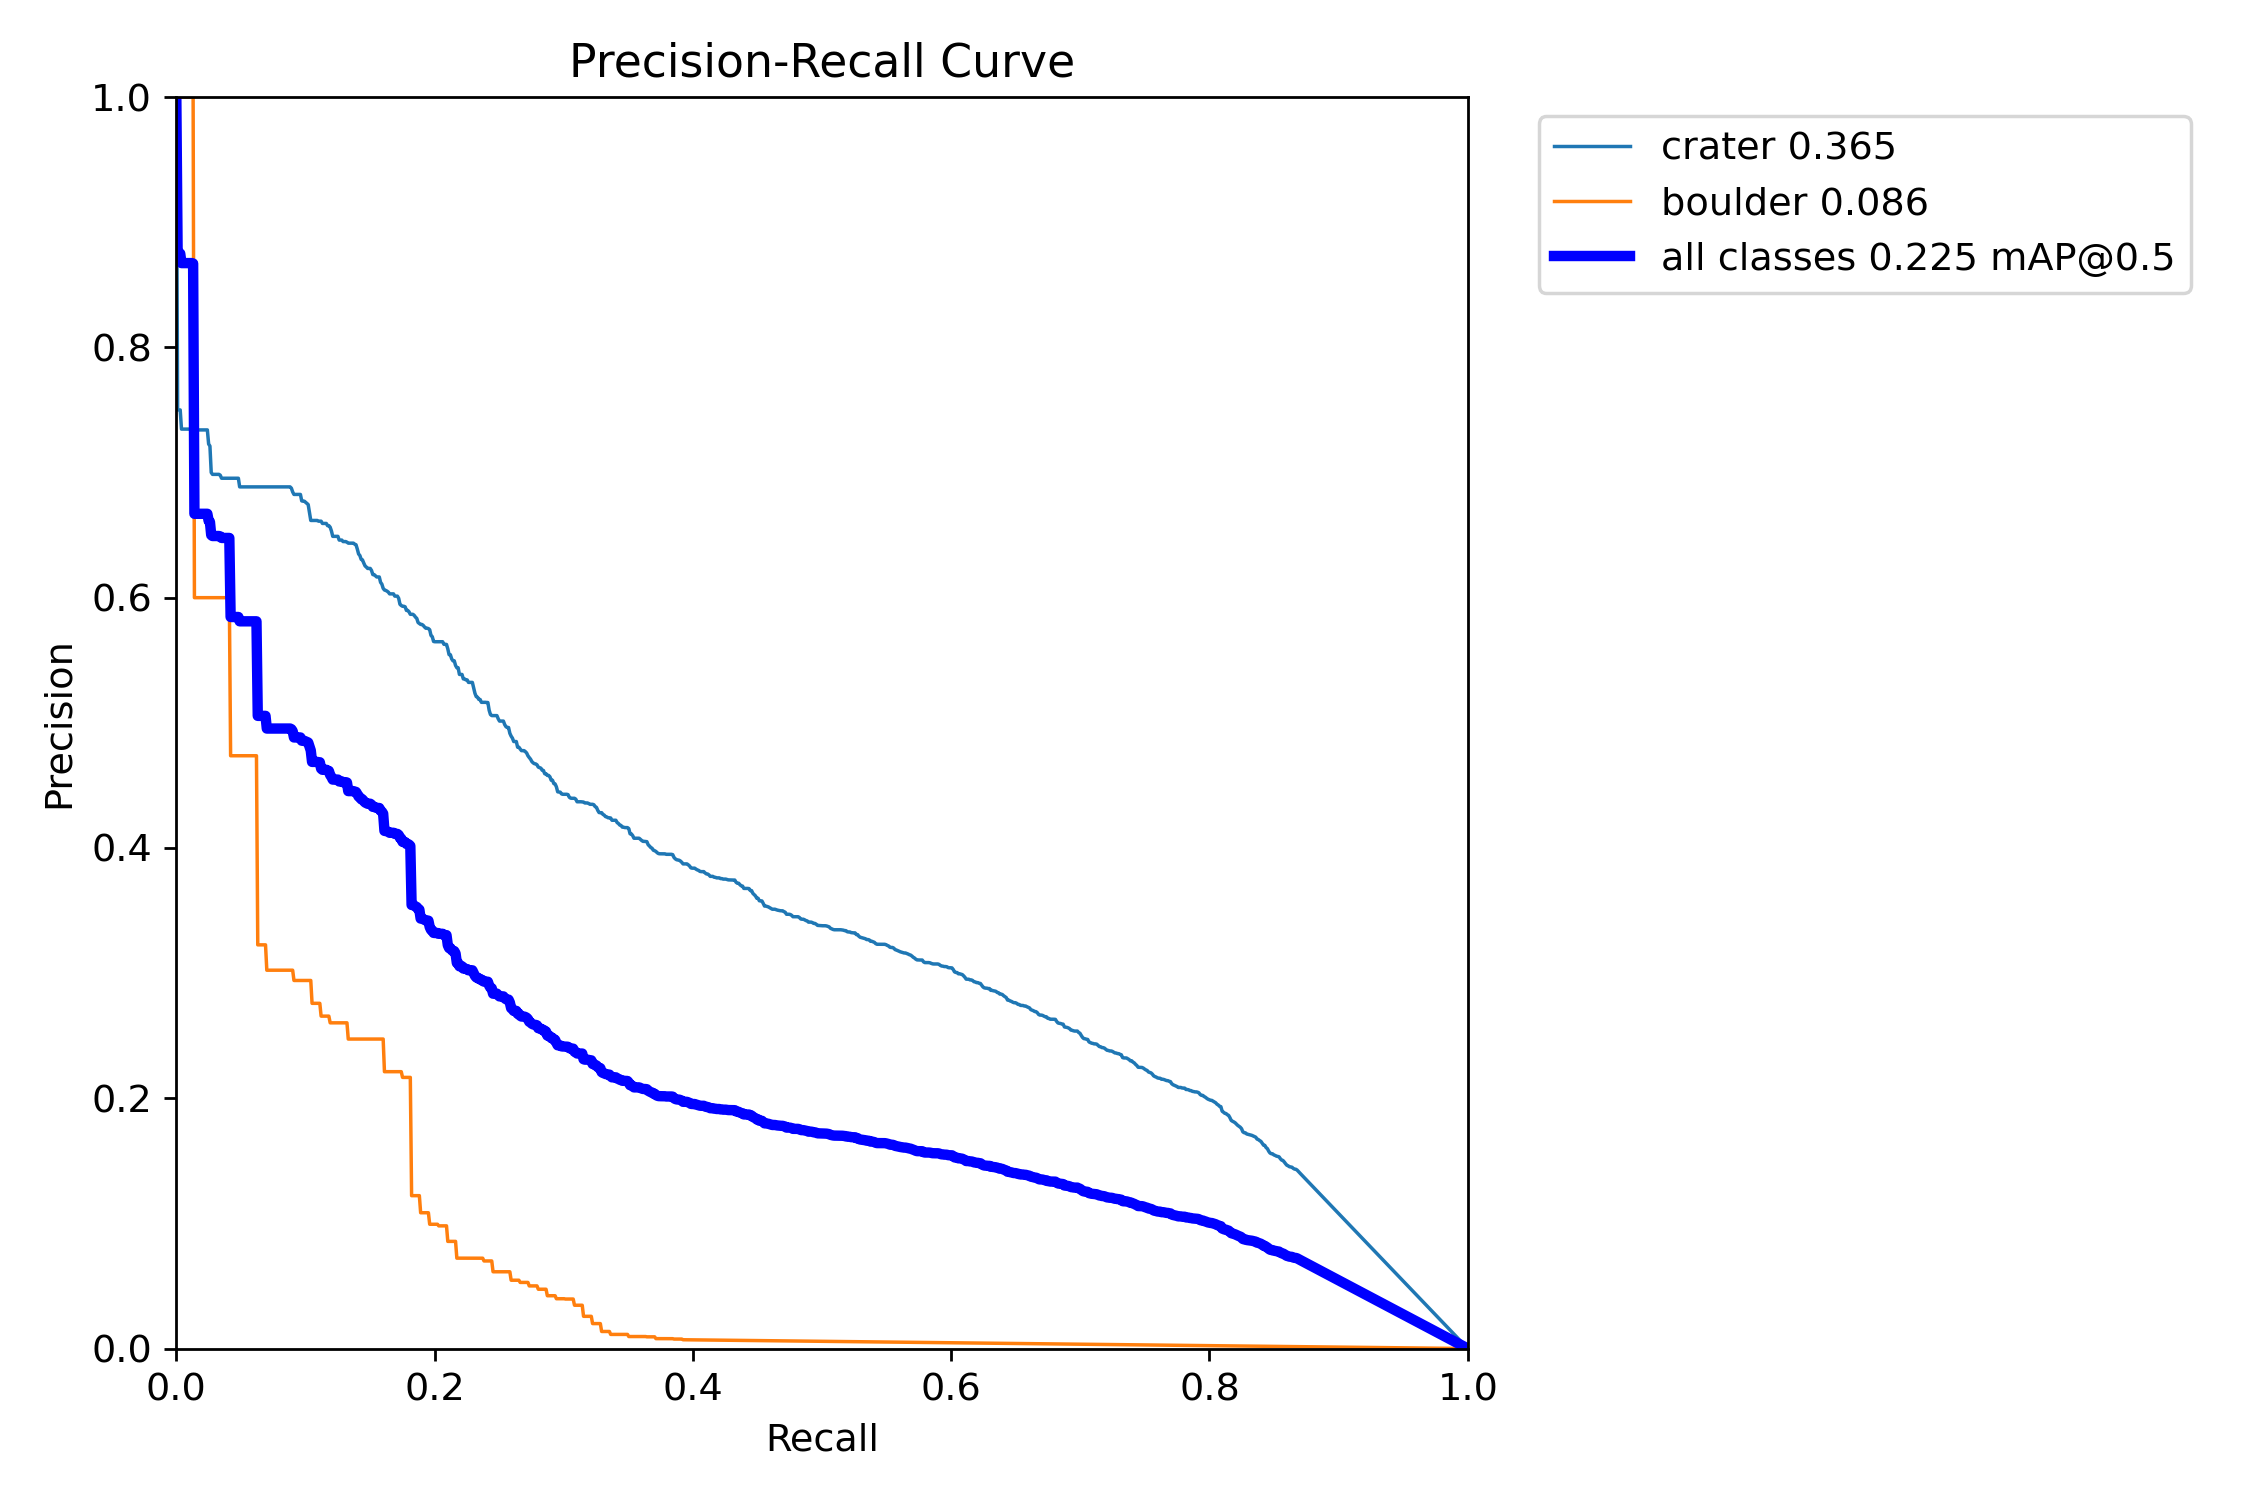 Precision-Recall Curve
crater 0.365
boulder 0.086
all classes 0.225 mAP@0.5
1.0
0.8
0.6
0.4
0.2
0.0
Precision
0.0 0.2 0.4 0.6 0.8 1.0
Recall